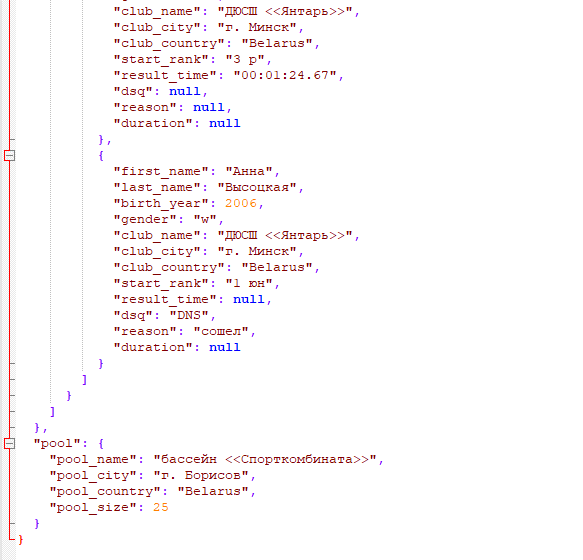 "club_name": "ДЮСШ <<Янтарь>>",
"club_city": "г. Минск",
"club_country": "Belarus",
"start_rank": "3 р",
"result_time": "00:01:24.67",
"dsq": null,
"reason": null,
"duration": null
},
{
"first_name": "Анна",
"last_name": "Высоцкая",
"birth_year": 2006,
"gender": "w",
"club_name": "ДЮСШ <<Янтарь>>",
"club_city": "г. Минск",
"club_country": "Belarus",
"start_rank": "1 юн",
"result_time": null,
"dsq": "DNS",
"reason": "сошел",
"duration": null
}
]
}
]
},
"pool": {
"pool_name": "бассейн <<Спорткомбината>>",
"pool_city": "г. Борисов",
"pool_country": "Belarus",
"pool_size": 25
}
}